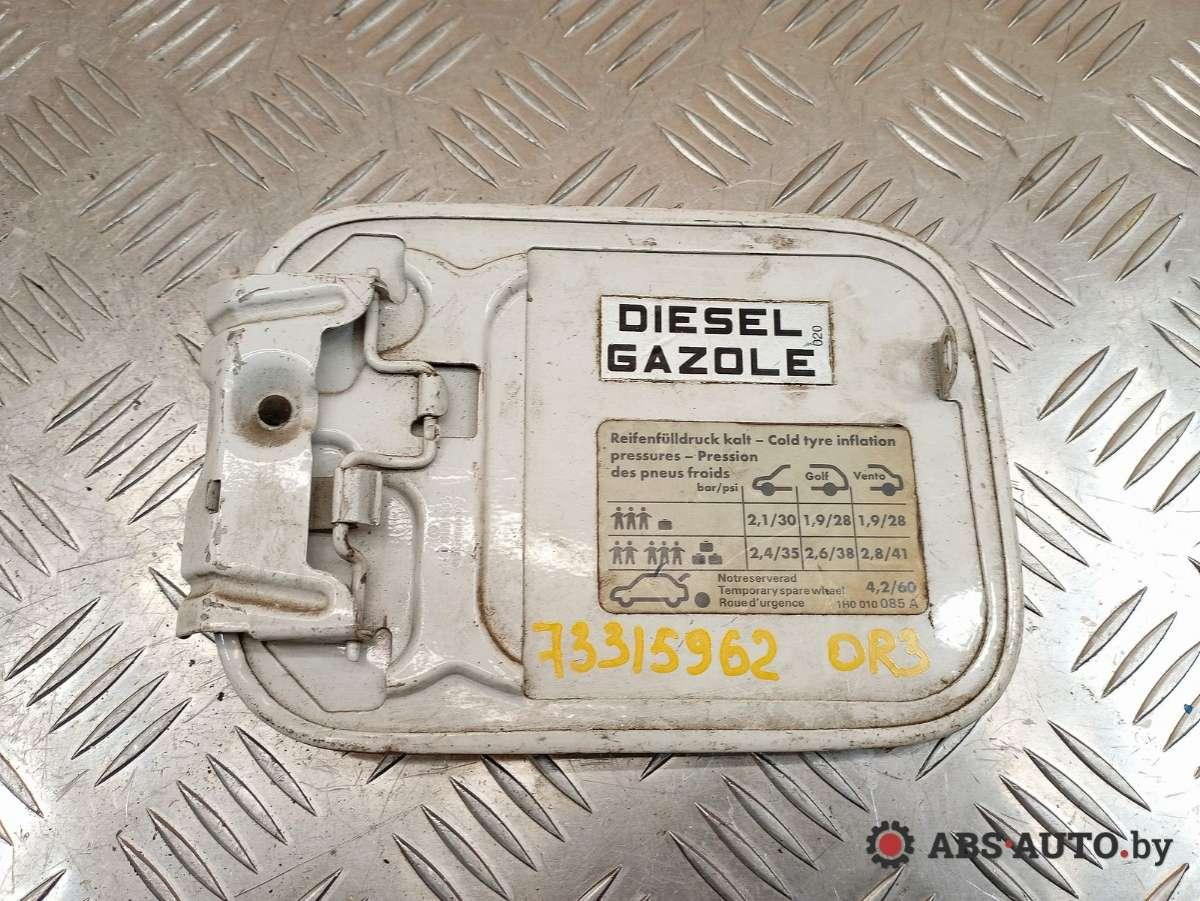 DIESEL
GAZOLE
020
Reifenfülldruck kalt – Cold tyre inflation
pressures – Pression
des pneus froids
bar/psi Golf Vento
2,1/30 1,9/28 1,9/28
2,4/35 2,6/38 2,8/41
Notreserverad
Temporary spare wheel 4,2/60
Roue d'urgence 1H0 010 085 A
73315962 OR3
ABS-AUTO.by